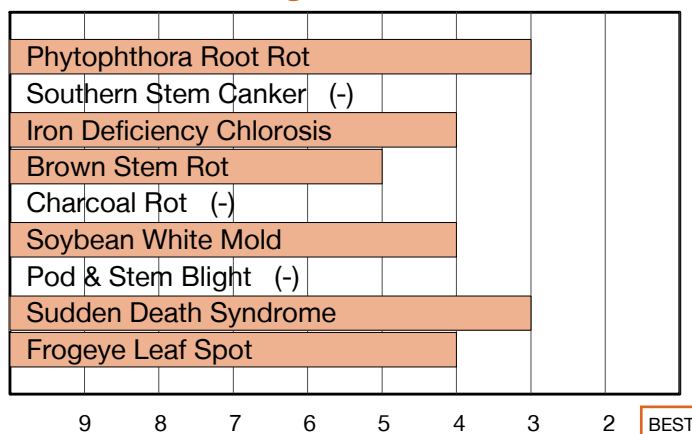 Phytophthora Root Rot
Southern Stem Canker (-)
Iron Deficiency Chlorosis
Brown Stem Rot
Charcoal Rot (-)
Soybean White Mold
Pod & Stem Blight (-)
Sudden Death Syndrome
Frogeye Leaf Spot
9 8 7 6 5 4 3 2 BEST